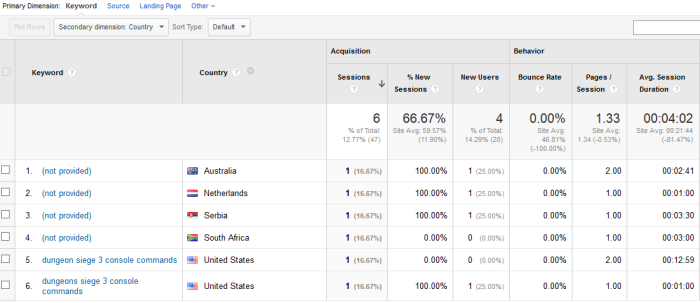 Primary Dimension: Keyword Source Landing Page Other
Plot Rows Secondary dimension: Country Sort Type: Default
Acquisition Behavior
Keyword ? Country ? Sessions ? % New Sessions ? New Users ? Bounce Rate ? Pages / Session ? Avg. Session Duration ?
6 66.67% 4 0.00% 1.33 00:04:02
% of Total: 12.77% (47) Site Avg: 59.57% (11.90%) % of Total: 14.29% (28) Site Avg: 46.81% (-100.00%) Site Avg: 1.34 (-0.53%) Site Avg: 00:21:44 (-81.47%)
1. (not provided) Australia 1 (16.67%) 100.00% 1 (25.00%) 0.00% 2.00 00:02:41
2. (not provided) Netherlands 1 (16.67%) 100.00% 1 (25.00%) 0.00% 1.00 00:01:00
3. (not provided) Serbia 1 (16.67%) 100.00% 1 (25.00%) 0.00% 1.00 00:03:30
4. (not provided) South Africa 1 (16.67%) 0.00% 0 (0.00%) 0.00% 1.00 00:03:00
5. dungeon siege 3 console commands United States 1 (16.67%) 0.00% 0 (0.00%) 0.00% 2.00 00:12:59
6. dungeons siege 3 console commands United States 1 (16.67%) 100.00% 1 (25.00%) 0.00% 1.00 00:01:00